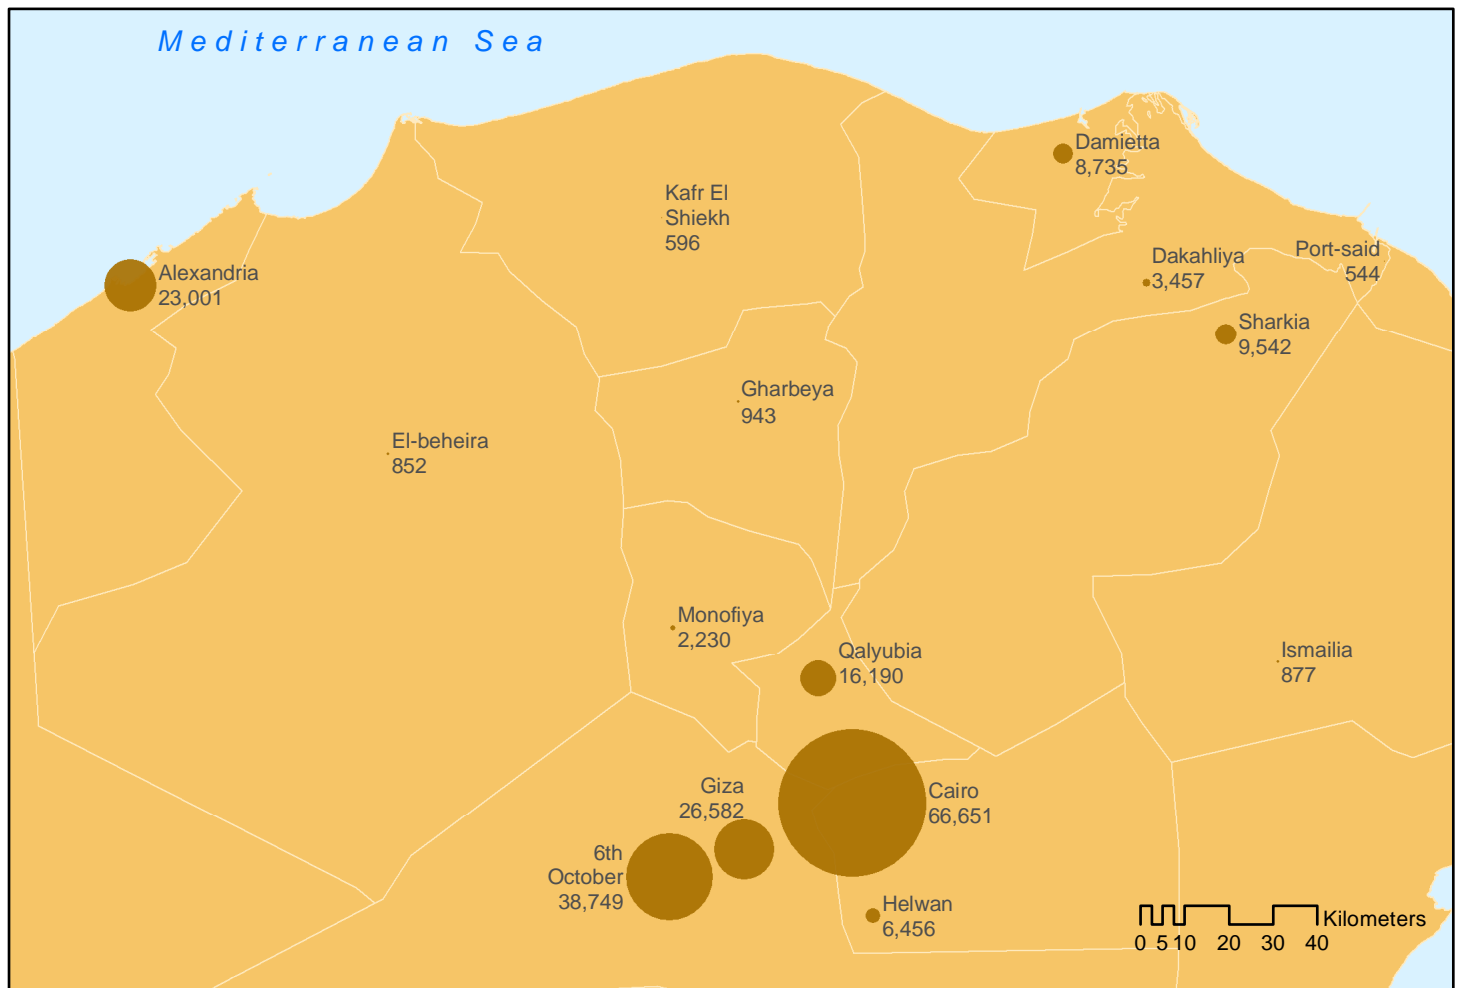 Mediterranean Sea
Damietta
8,735
Kafr El
Shiekh
596
Port-said
544
Dakahliya
3,457
Alexandria
23,001
Sharkia
9,542
Gharbeya
943
El-beheira
852
Monofiya
2,230
Qalyubia
16,190
Ismailia
877
Giza
26,582
Cairo
66,651
6th
October
38,749
Helwan
6,456
Kilometers
0 5 10 20 30 40